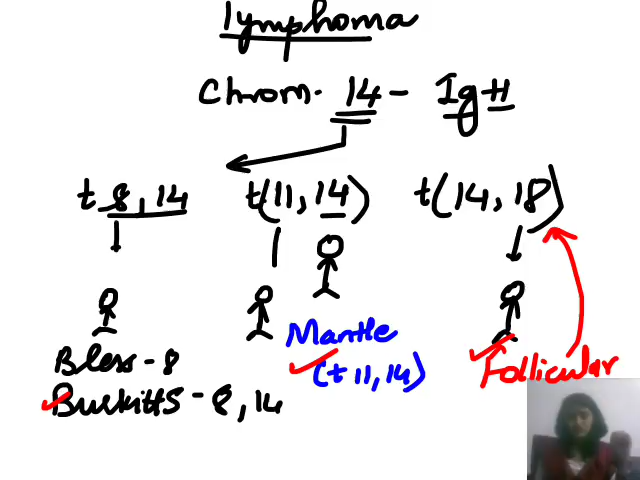 lymphoma
Chrom. 14 - IgH
t 8, 14 t(11, 14) t(14, 18)
Mantle
(t 11, 14)
Follicular
Bless - 8
Burkitts - 8, 14